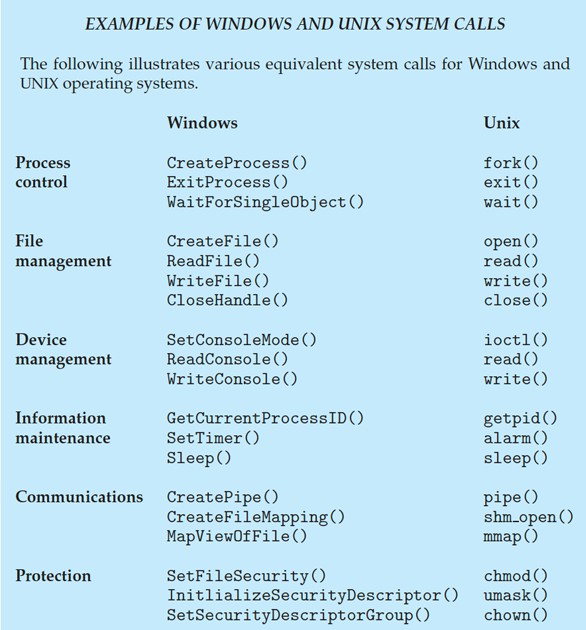 EXAMPLES OF WINDOWS AND UNIX SYSTEM CALLS
The following illustrates various equivalent system calls for Windows and
UNIX operating systems.
Windows Unix
Process CreateProcess() fork()
control ExitProcess() exit()
WaitForSingleObject() wait()
File CreateFile() open()
management ReadFile() read()
WriteFile() write()
CloseHandle() close()
Device SetConsoleMode() ioctl()
management ReadConsole() read()
WriteConsole() write()
Information GetCurrentProcessID() getpid()
maintenance SetTimer() alarm()
Sleep() sleep()
Communications CreatePipe() pipe()
CreateFileMapping() shm_open()
MapViewOfFile() mmap()
Protection SetFileSecurity() chmod()
InitlializeSecurityDescriptor() umask()
SetSecurityDescriptorGroup() chown()